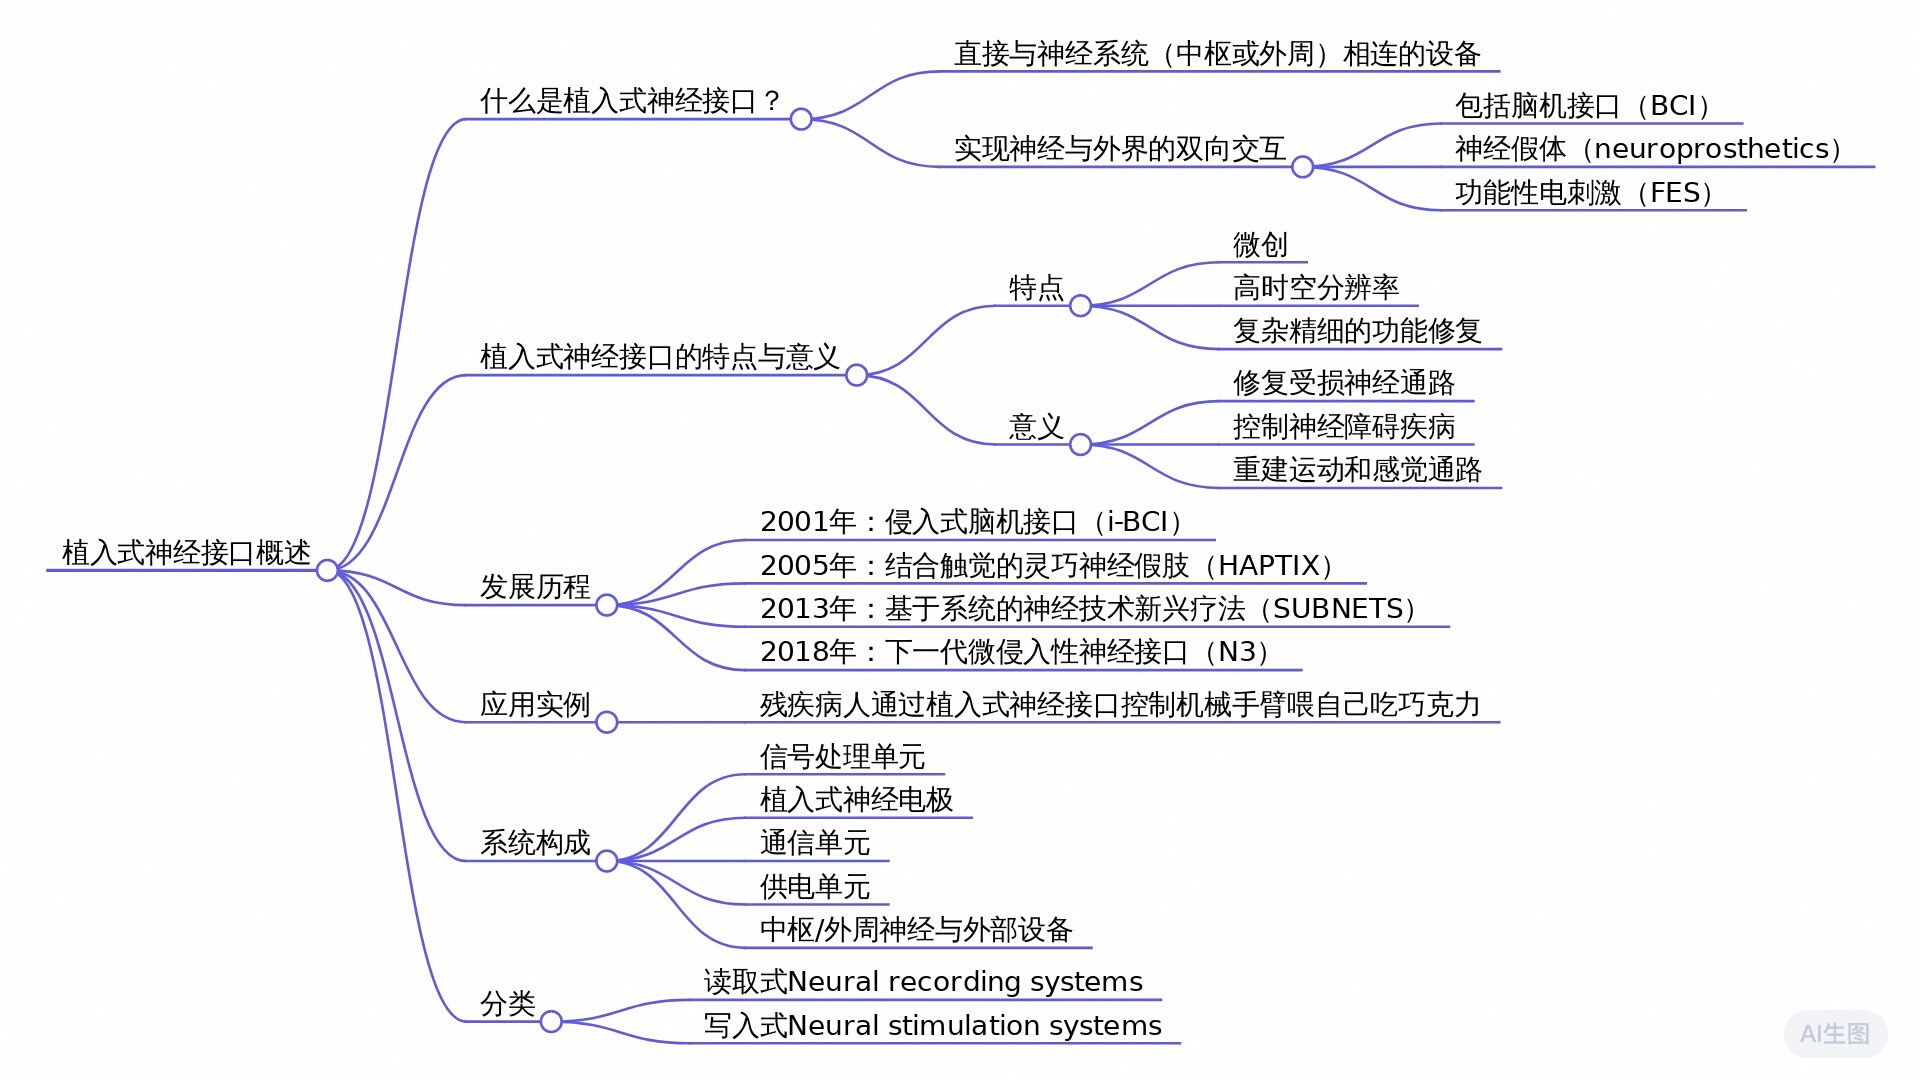 植入式神经接口概述
什么是植入式神经接口？
直接与神经系统（中枢或外周）相连的设备
实现神经与外界的双向交互
包括脑机接口（BCI）
神经假体（neuroprosthetics）
功能性电刺激（FES）
植入式神经接口的特点与意义
特点
微创
高时空分辨率
复杂精细的功能修复
意义
修复受损神经通路
控制神经障碍疾病
重建运动和感觉通路
发展历程
2001年：侵入式脑机接口（i-BCI）
2005年：结合触觉的灵巧神经假肢（HAPTIX）
2013年：基于系统的神经技术新兴疗法（SUBNETS）
2018年：下一代微侵入性神经接口（N3）
应用实例
残疾病人通过植入式神经接口控制机械手臂喂自己吃巧克力
系统构成
信号处理单元
植入式神经电极
通信单元
供电单元
中枢/外周神经与外部设备
分类
读取式Neural recording systems
写入式Neural stimulation systems
AI生图